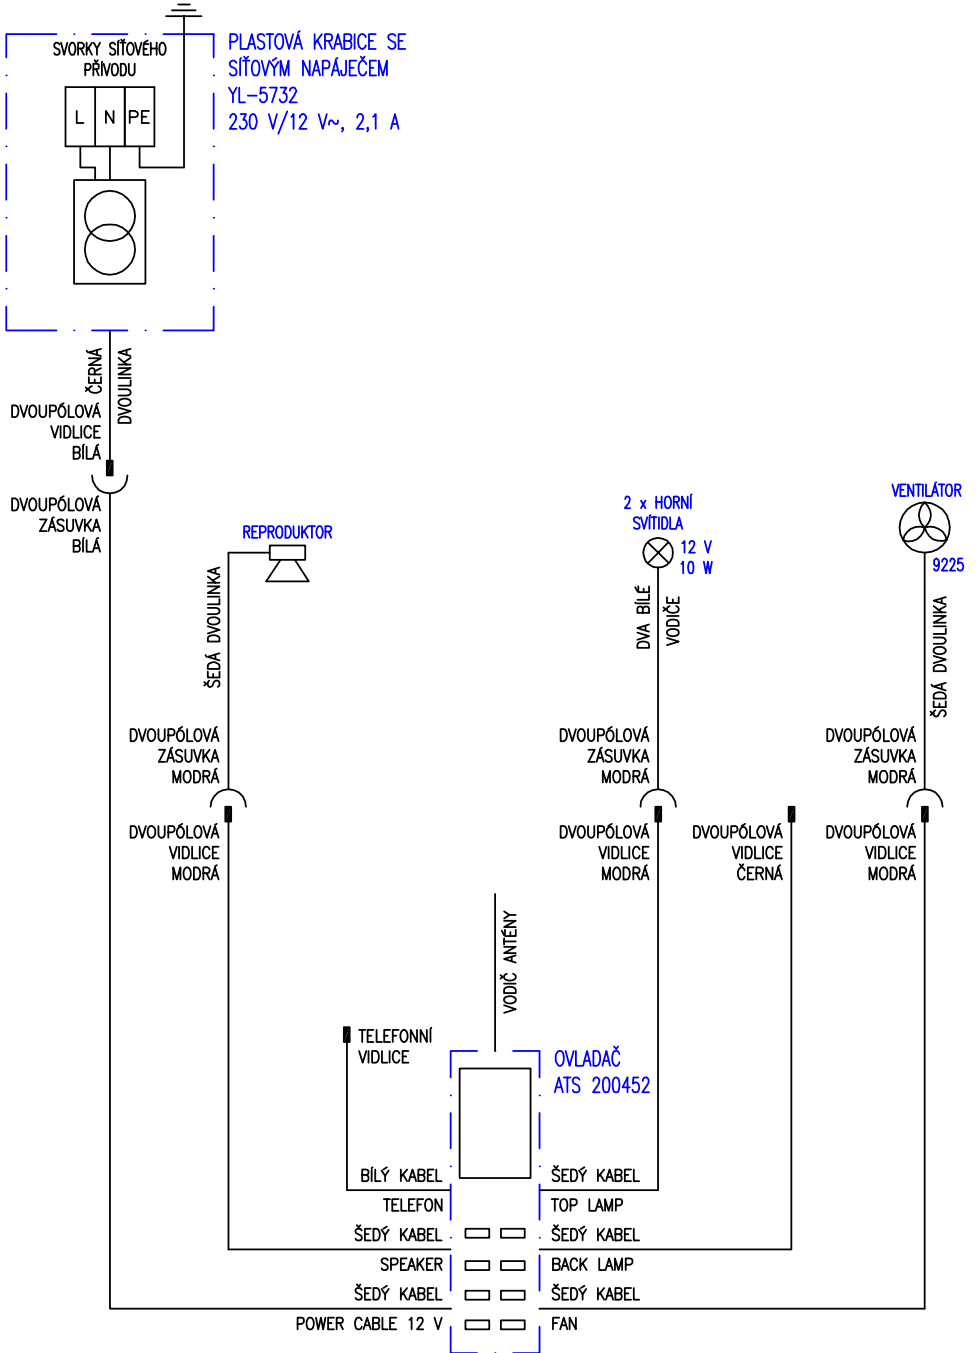 SVORKY SÍŤOVÉHO
PŘÍVODU
L N PE
PLASTOVÁ KRABICE SE
SÍŤOVÝM NAPÁJEČEM
YL-5732
230 V/12 V~, 2,1 A
ČERNÁ
DVOULINKA
DVOUPÓLOVÁ
VIDLICE
BÍLÁ
DVOUPÓLOVÁ
ZÁSUVKA
BÍLÁ
REPRODUKTOR
ŠEDÁ DVOULINKA
DVOUPÓLOVÁ
ZÁSUVKA
MODRÁ
DVOUPÓLOVÁ
VIDLICE
MODRÁ
2 x HORNÍ
SVÍTIDLA
12 V
10 W
DVA BÍLÉ
VODIČE
DVOUPÓLOVÁ
ZÁSUVKA
MODRÁ
DVOUPÓLOVÁ
VIDLICE
MODRÁ
DVOUPÓLOVÁ
VIDLICE
ČERNÁ
VENTILÁTOR
9225
ŠEDÁ DVOULINKA
DVOUPÓLOVÁ
ZÁSUVKA
MODRÁ
DVOUPÓLOVÁ
VIDLICE
MODRÁ
VODIČ ANTÉNY
TELEFONNÍ
VIDLICE
OVLADAČ
ATS 200452
BÍLÝ KABEL
TELEFON
ŠEDÝ KABEL
SPEAKER
ŠEDÝ KABEL
POWER CABLE 12 V
ŠEDÝ KABEL
TOP LAMP
ŠEDÝ KABEL
BACK LAMP
ŠEDÝ KABEL
FAN